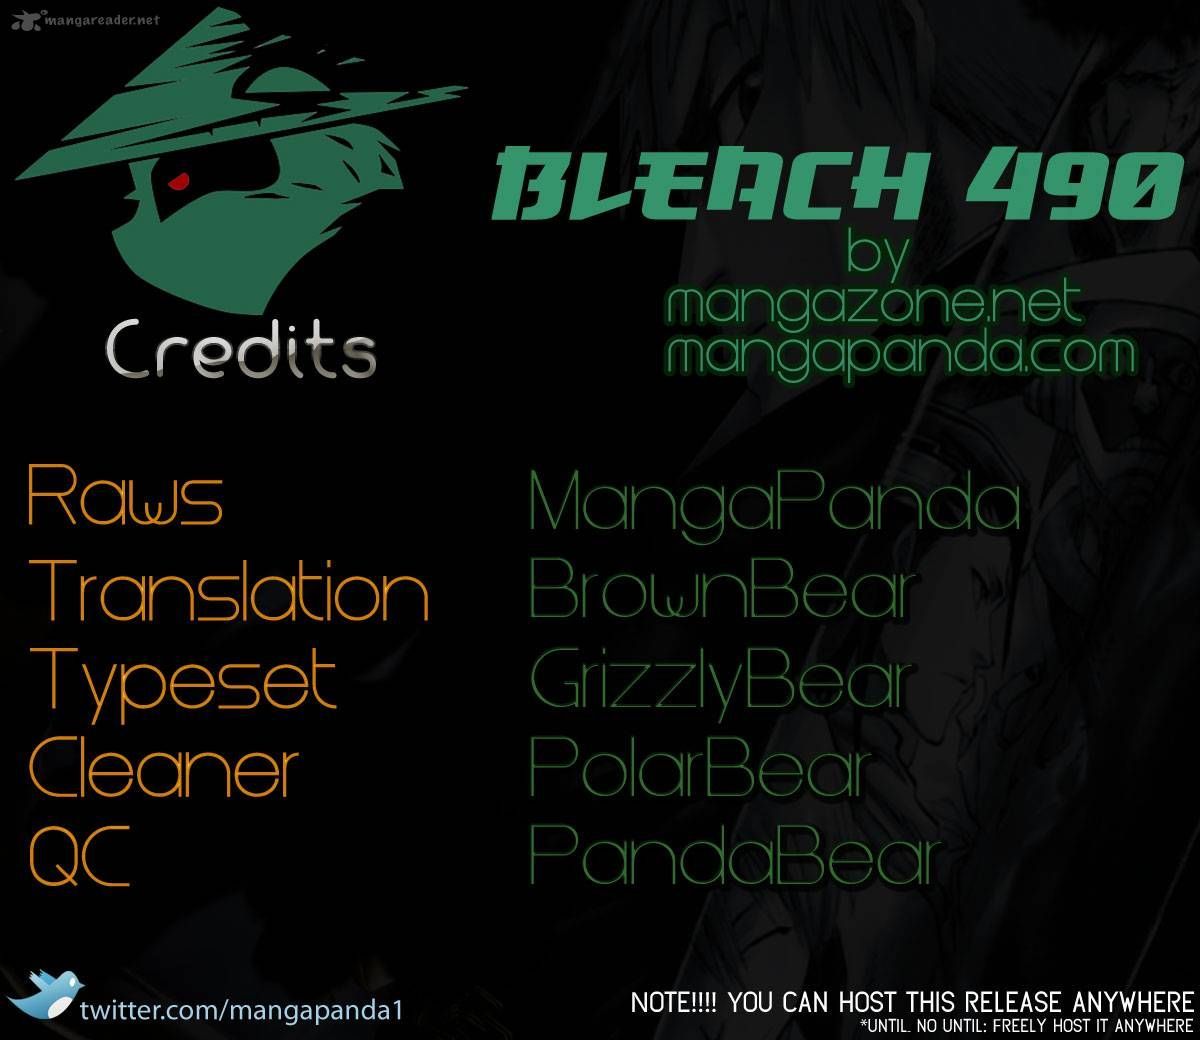 mangareader.net
BLEACH 490
by
mangazone.net
mangapanda.com
Credits
Raws MangaPanda
Translation BrownBear
Typeset GrizzlyBear
Cleaner PolarBear
QC PandaBear
twitter.com/mangapanda1
NOTE!!!! YOU CAN HOST THIS RELEASE ANYWHERE
*UNTIL. NO UNTIL: FREELY HOST IT ANYWHERE